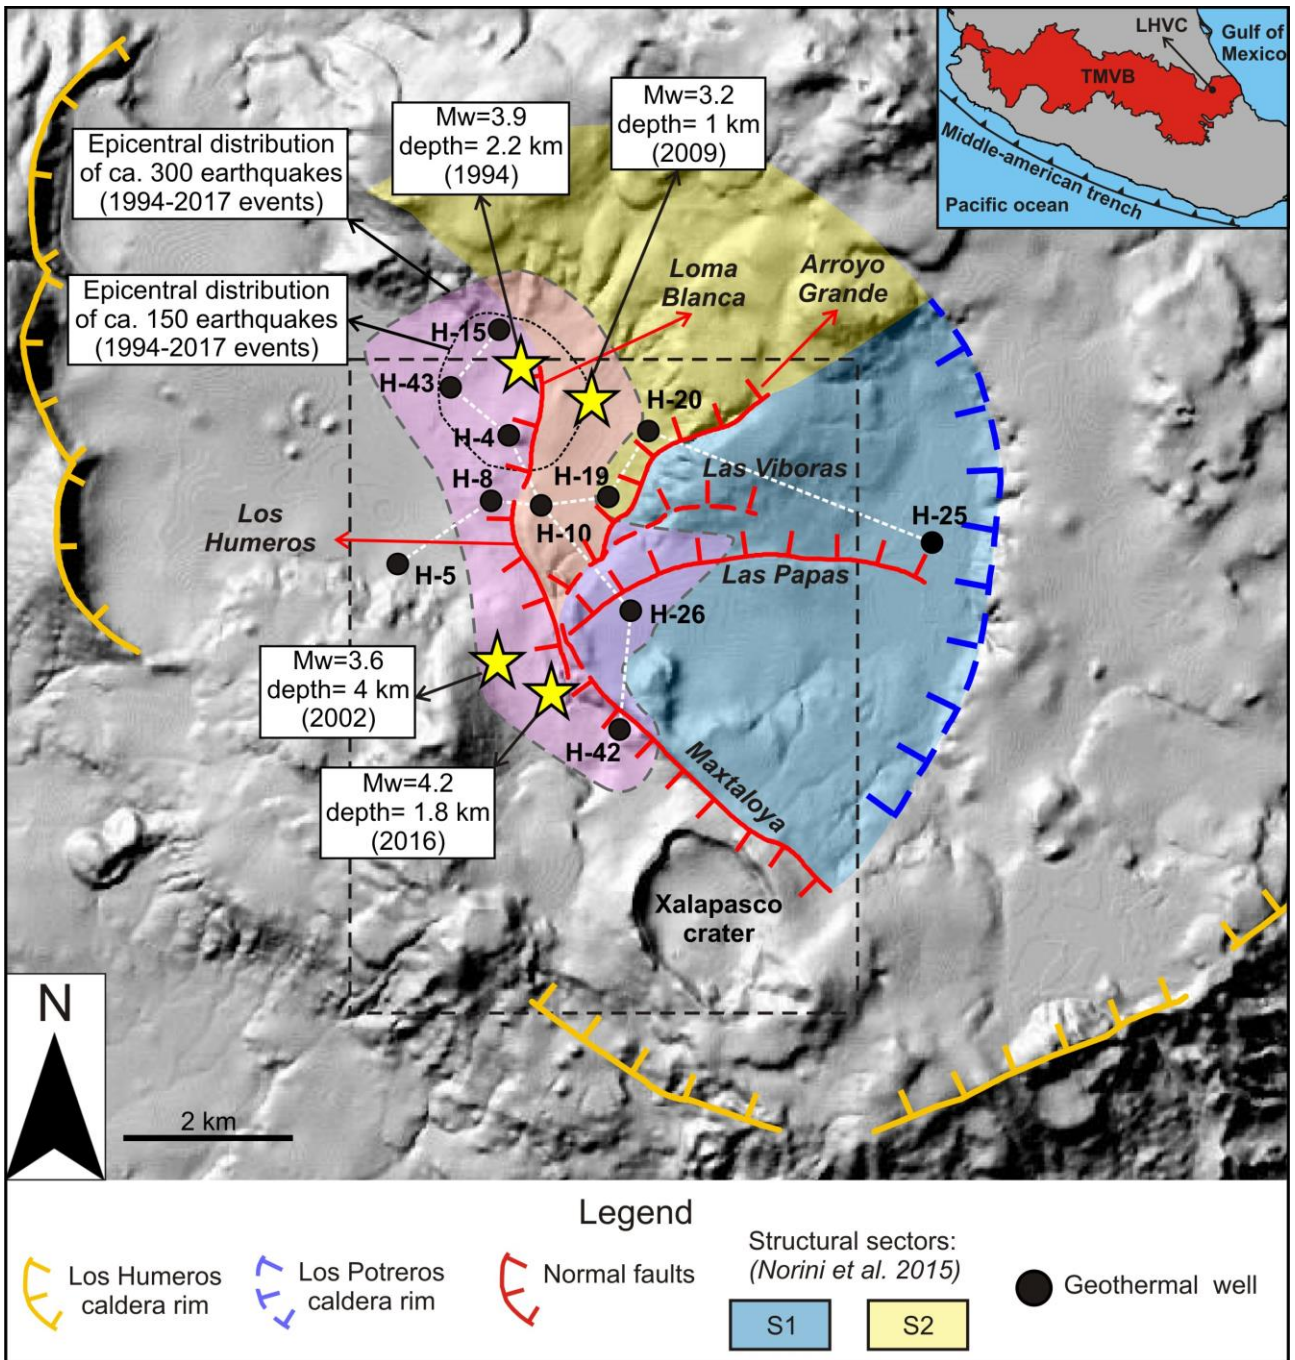 LHVC
Gulf of
Mexico
TMVB
Middle-american trench
Pacific ocean
Mw=3.2
depth= 1 km
(2009)
Mw=3.9
depth= 2.2 km
(1994)
Epicentral distribution
of ca. 300 earthquakes
(1994-2017 events)
Epicentral distribution
of ca. 150 earthquakes
(1994-2017 events)
Loma
Blanca
Arroyo
Grande
H-15
H-43
H-20
H-4
H-8
H-19
Las Viboras
H-25
Los
Humeros
H-10
H-5
Las Papas
H-26
Mw=3.6
depth= 4 km
(2002)
H-42
Maxtaloya
Mw=4.2
depth= 1.8 km
(2016)
Xalapasco
crater
N
2 km
Legend
Los Humeros
caldera rim
Los Potreros
caldera rim
Normal faults
Structural sectors:
(Norini et al. 2015)
S1
S2
Geothermal well